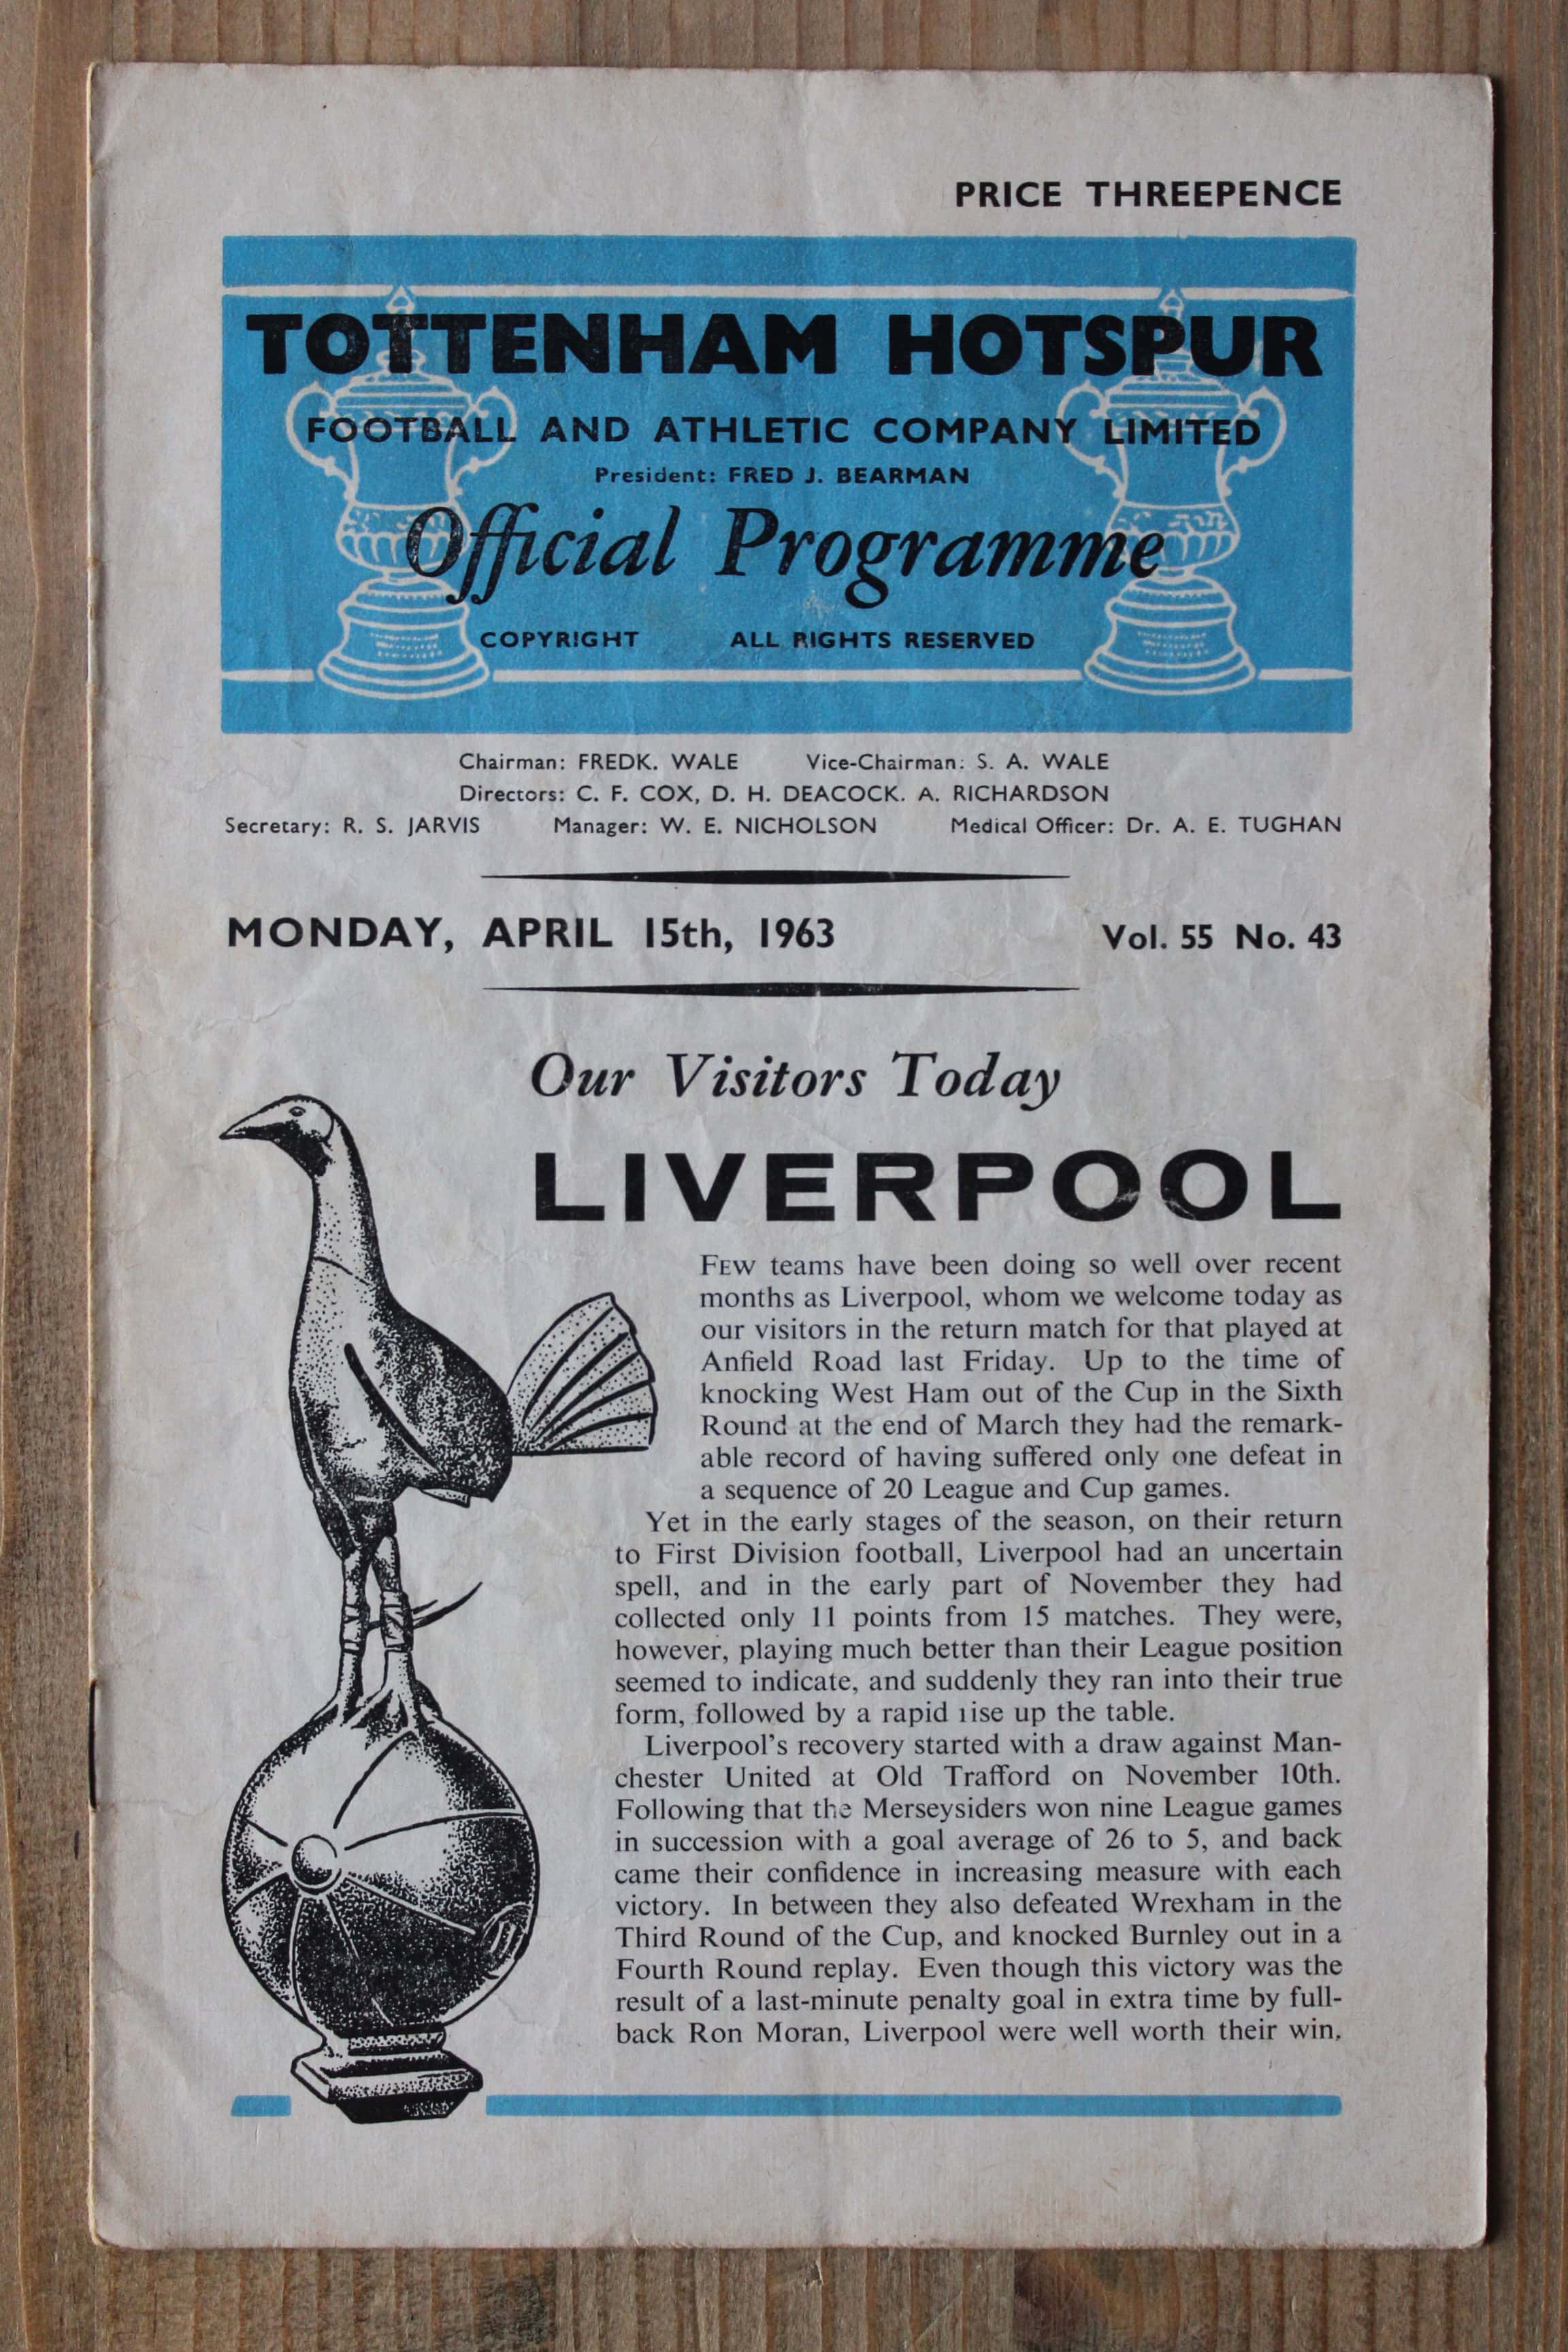 PRICE THREEPENCE
TOTTENHAM HOTSPUR
FOOTBALL AND ATHLETIC COMPANY LIMITED
President: FRED J. BEARMAN
Official Programme
COPYRIGHT ALL RIGHTS RESERVED
Chairman: FREDK. WALE Vice-Chairman: S. A. WALE
Directors: C. F. COX, D. H. DEACOCK. A. RICHARDSON
Secretary: R. S. JARVIS Manager: W. E. NICHOLSON Medical Officer: Dr. A. E. TUGHAN
MONDAY, APRIL 15th, 1963 Vol. 55 No. 43
Our Visitors Today
LIVERPOOL
FEW teams have been doing so well over recent
months as Liverpool, whom we welcome today as
our visitors in the return match for that played at
Anfield Road last Friday. Up to the time of
knocking West Ham out of the Cup in the Sixth
Round at the end of March they had the remark-
able record of having suffered only one defeat in
a sequence of 20 League and Cup games.
Yet in the early stages of the season, on their return
to First Division football, Liverpool had an uncertain
spell, and in the early part of November they had
collected only 11 points from 15 matches. They were,
however, playing much better than their League position
seemed to indicate, and suddenly they ran into their true
form, followed by a rapid rise up the table.
Liverpool's recovery started with a draw against Man-
chester United at Old Trafford on November 10th.
Following that the Merseysiders won nine League games
in succession with a goal average of 26 to 5, and back
came their confidence in increasing measure with each
victory. In between they also defeated Wrexham in the
Third Round of the Cup, and knocked Burnley out in a
Fourth Round replay. Even though this victory was the
result of a last-minute penalty goal in extra time by full-
back Ron Moran, Liverpool were well worth their win,